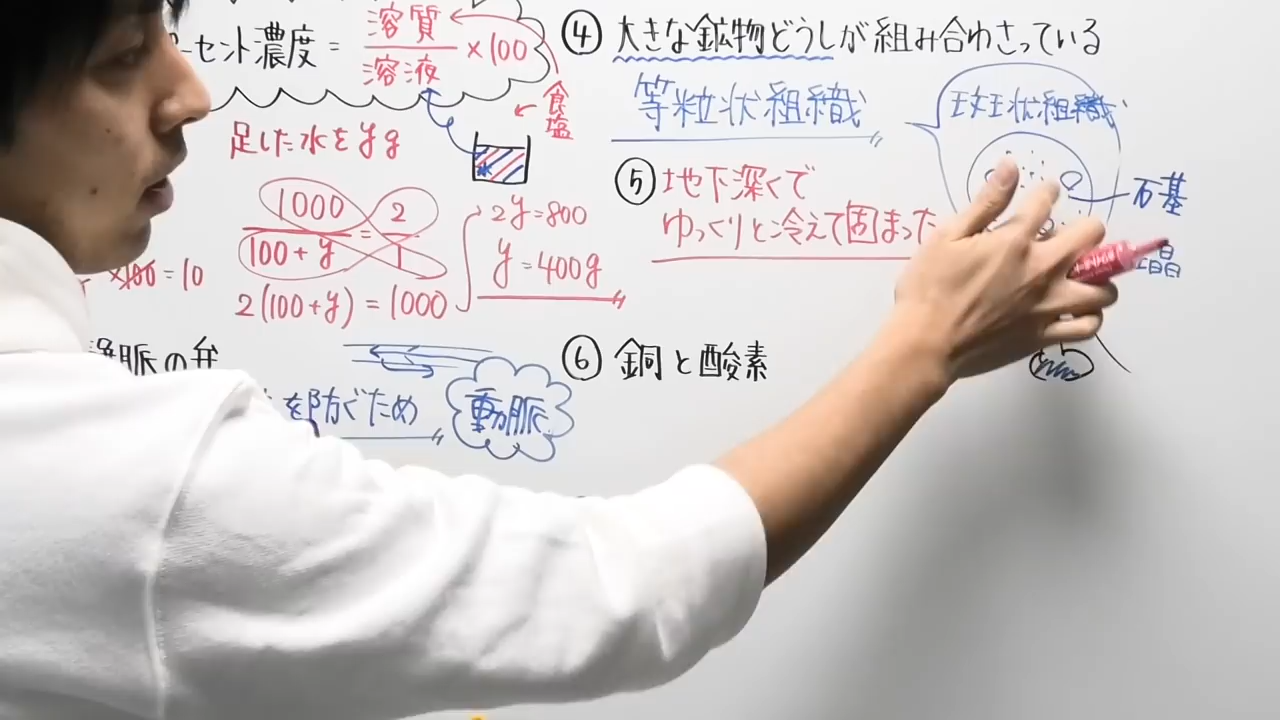 セント濃度 = 溶質/溶液 ×100
食塩
足した水をyg
1000/100+y = 2/1
×100 = 10
2(100+y) = 1000
2y=800
y=400g
脈の弁
を防ぐため
動脈
④ 大きな鉱物どうしが組み合わさっている
等粒状組織
斑状組織
石基
晶
⑤ 地下深くで
ゆっくりと冷えて固まった
⑥ 銅と酸素